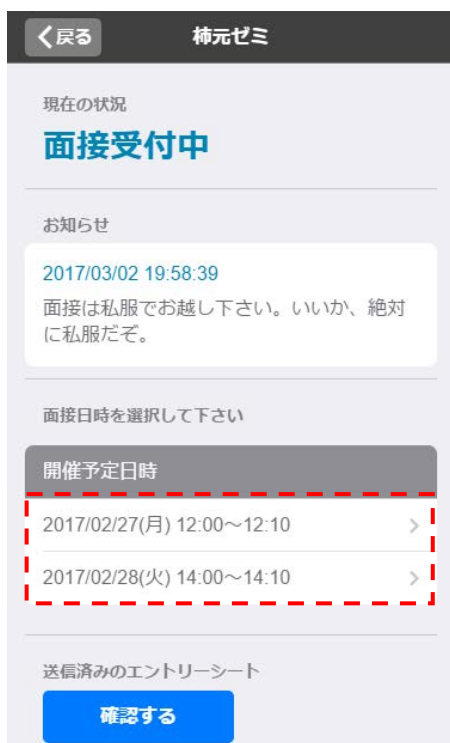 戻る 柿元ゼミ
現在の状況
面接受付中
お知らせ
2017/03/02 19:58:39
面接は私服でお越し下さい。いいか、絶対
に私服だぞ。
面接日時を選択して下さい
開催予定日時
2017/02/27(月) 12:00～12:10
2017/02/28(火) 14:00～14:10
送信済みのエントリーシート
確認する